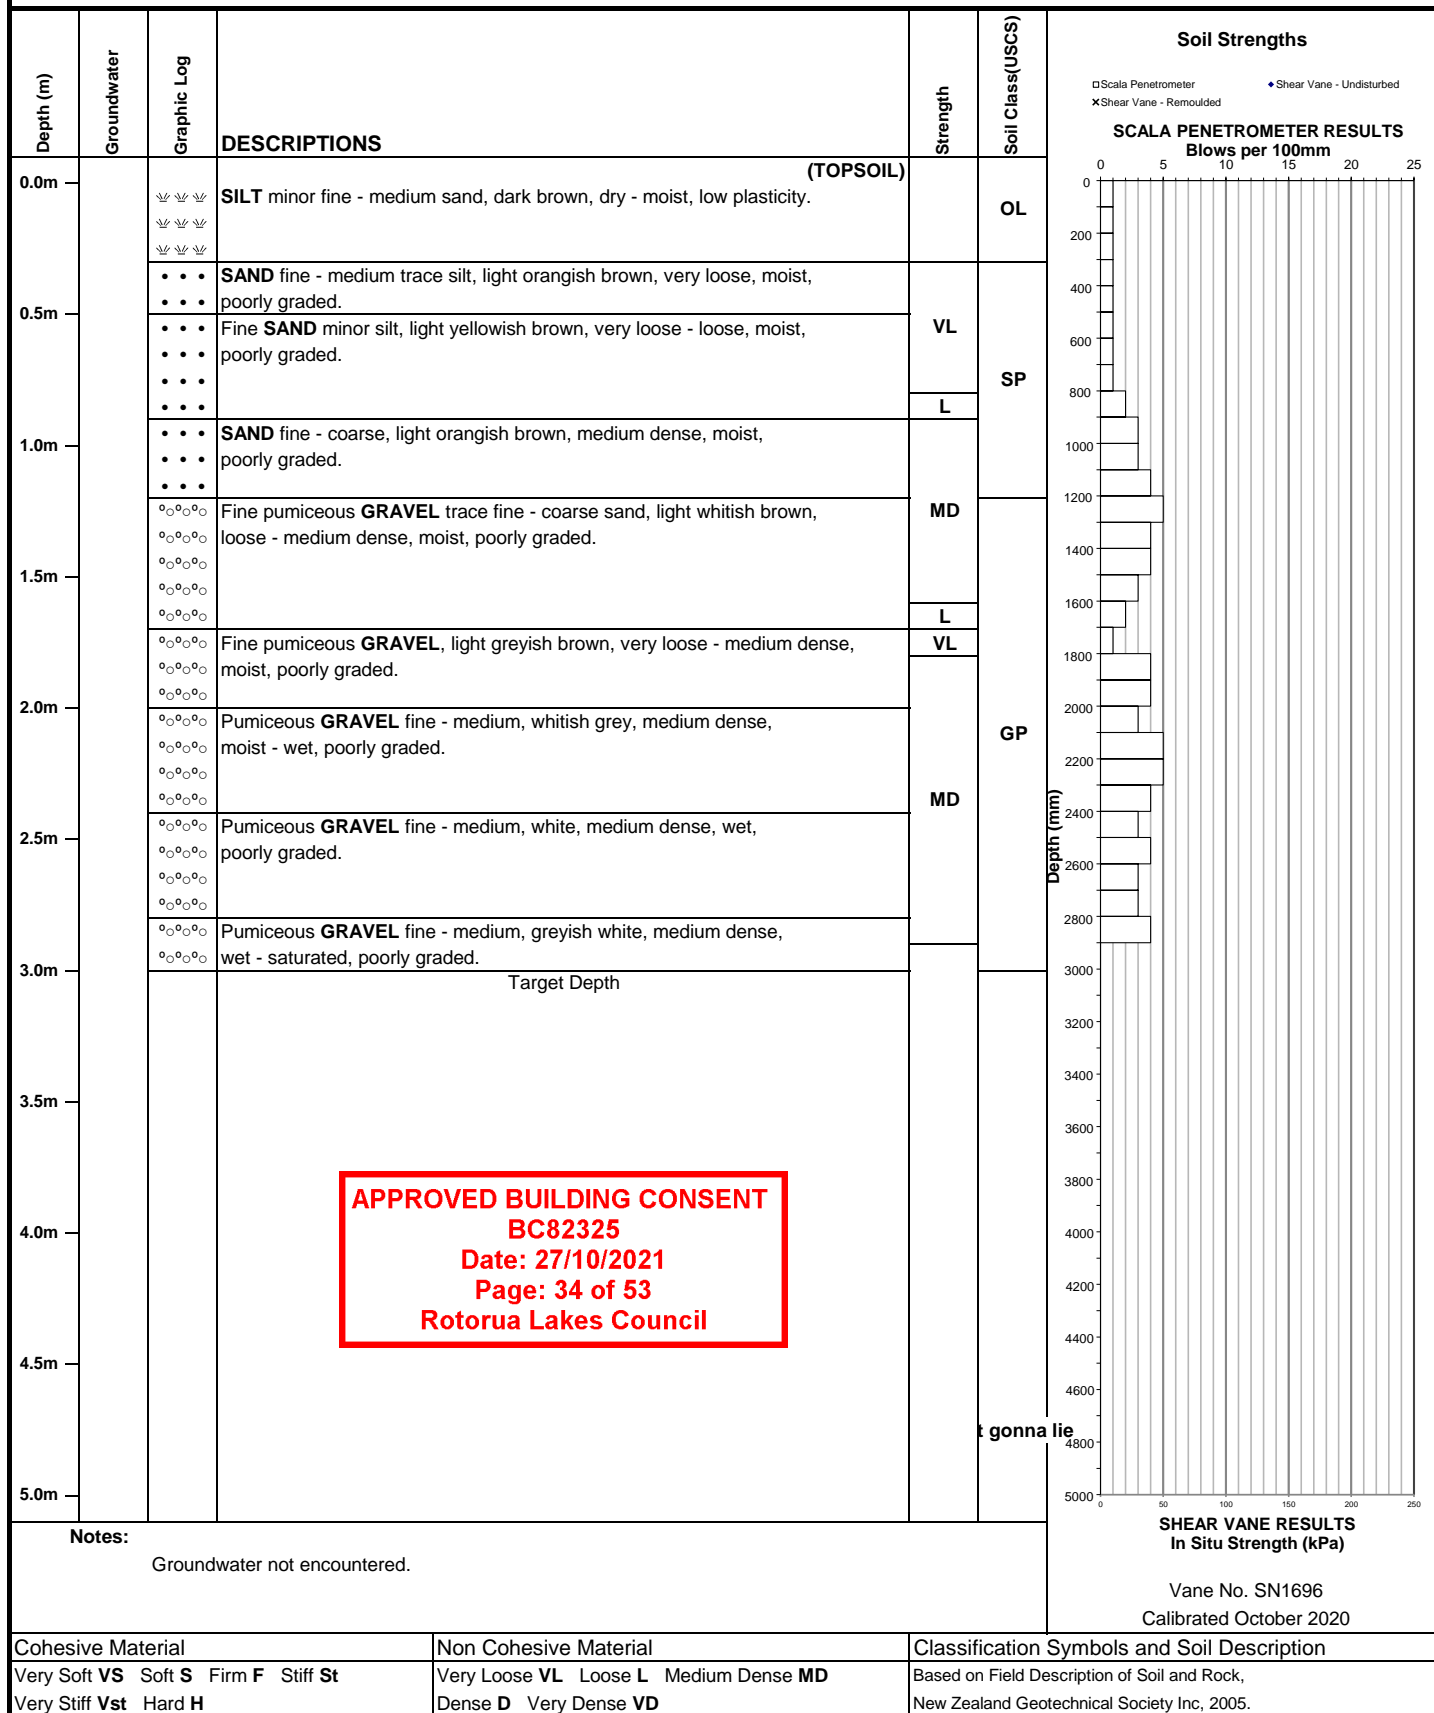 Depth (m)
Groundwater
Graphic Log
DESCRIPTIONS
Strength
Soil Class(USCS)
Soil Strengths
Scala Penetrometer
Shear Vane - Undisturbed
Shear Vane - Remoulded
SCALA PENETROMETER RESULTS
Blows per 100mm
0 5 10 15 20 25
(TOPSOIL)
0.0m
SILT minor fine - medium sand, dark brown, dry - moist, low plasticity.
OL
SAND fine - medium trace silt, light orangish brown, very loose, moist,
poorly graded.
0.5m
Fine SAND minor silt, light yellowish brown, very loose - loose, moist,
poorly graded.
VL
SP
L
SAND fine - coarse, light orangish brown, medium dense, moist,
1.0m
poorly graded.
Fine pumiceous GRAVEL trace fine - coarse sand, light whitish brown,
loose - medium dense, moist, poorly graded.
MD
1.5m
L
Fine pumiceous GRAVEL, light greyish brown, very loose - medium dense,
moist, poorly graded.
VL
2.0m
Pumiceous GRAVEL fine - medium, whitish grey, medium dense,
moist - wet, poorly graded.
GP
MD
Pumiceous GRAVEL fine - medium, white, medium dense, wet,
2.5m
poorly graded.
Pumiceous GRAVEL fine - medium, greyish white, medium dense,
wet - saturated, poorly graded.
3.0m
Target Depth
3.5m
APPROVED BUILDING CONSENT
BC82325
Date: 27/10/2021
Page: 34 of 53
Rotorua Lakes Council
4.0m
4.5m
t gonna lie
5.0m
Depth (mm)
0
200
400
600
800
1000
1200
1400
1600
1800
2000
2200
2400
2600
2800
3000
3200
3400
3600
3800
4000
4200
4400
4600
4800
5000
0 50 100 150 200 250
SHEAR VANE RESULTS
In Situ Strength (kPa)
Vane No. SN1696
Calibrated October 2020
Notes:
Groundwater not encountered.
Cohesive Material
Very Soft VS Soft S Firm F Stiff St
Very Stiff Vst Hard H
Non Cohesive Material
Very Loose VL Loose L Medium Dense MD
Dense D Very Dense VD
Classification Symbols and Soil Description
Based on Field Description of Soil and Rock,
New Zealand Geotechnical Society Inc, 2005.